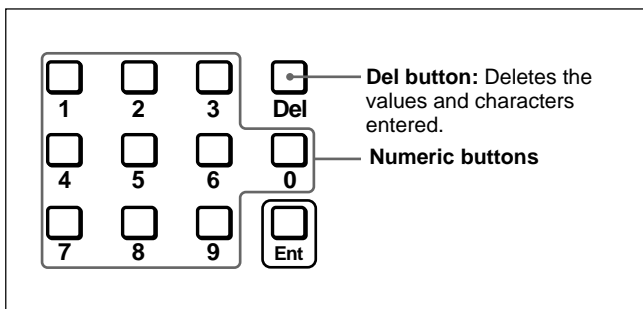 1 2 3 Del
Del button: Deletes the
values and characters
entered.
4 5 6 0
Numeric buttons
7 8 9 Ent